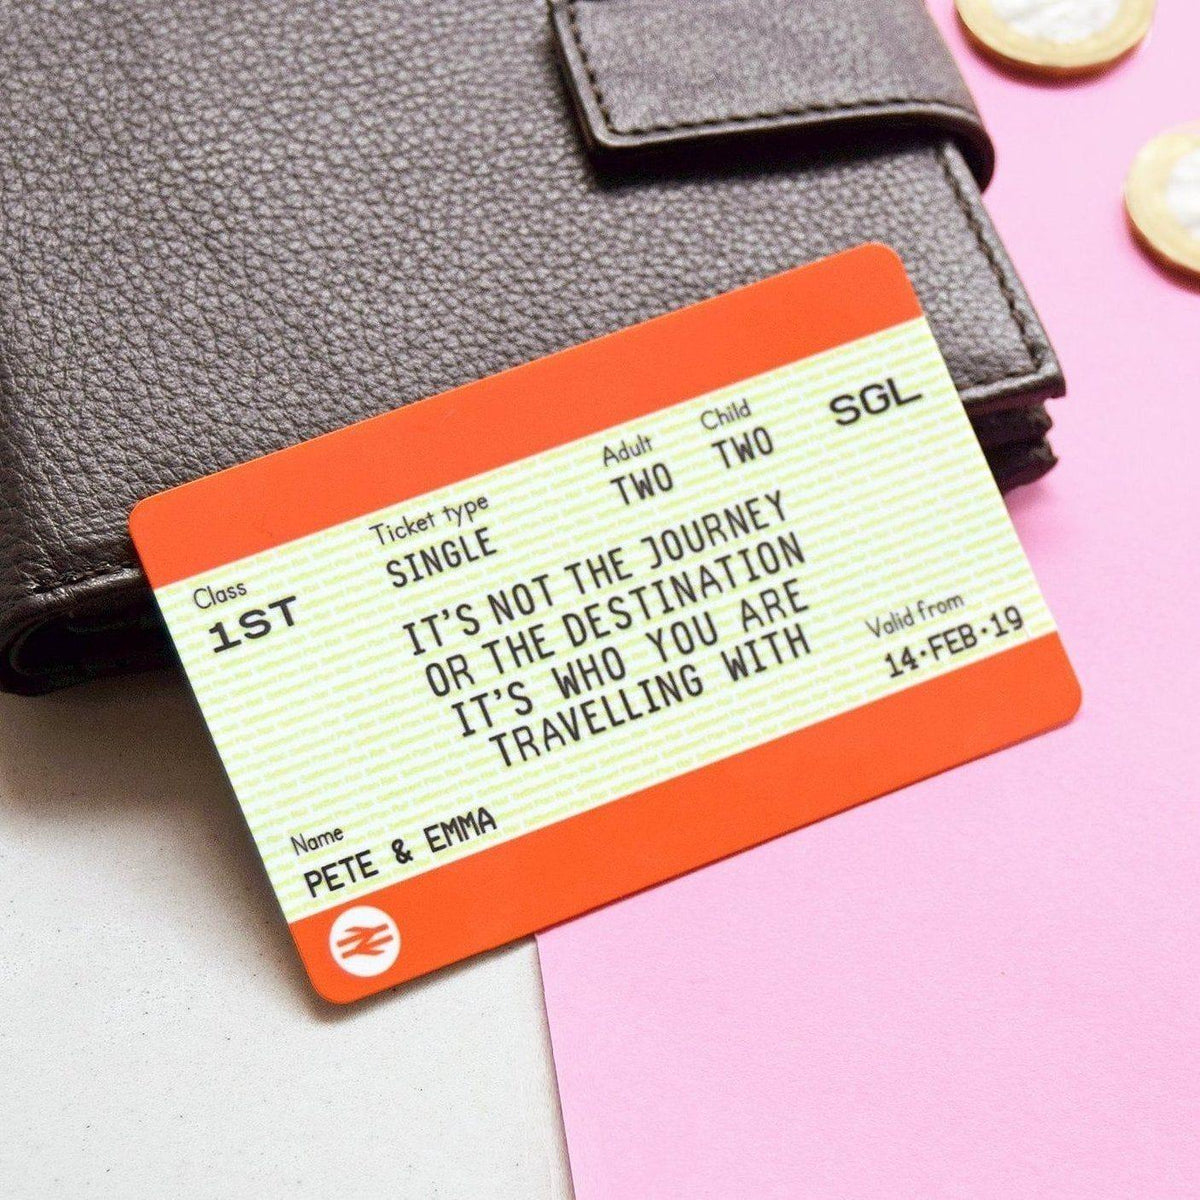 Class
1ST
Ticket type
SINGLE
Adult
TWO
Child
TWO
SGL
IT'S NOT THE JOURNEY
OR THE DESTINATION
IT'S WHO YOU ARE
TRAVELLING WITH
Valid from
14·FEB·19
Name
PETE & EMMA